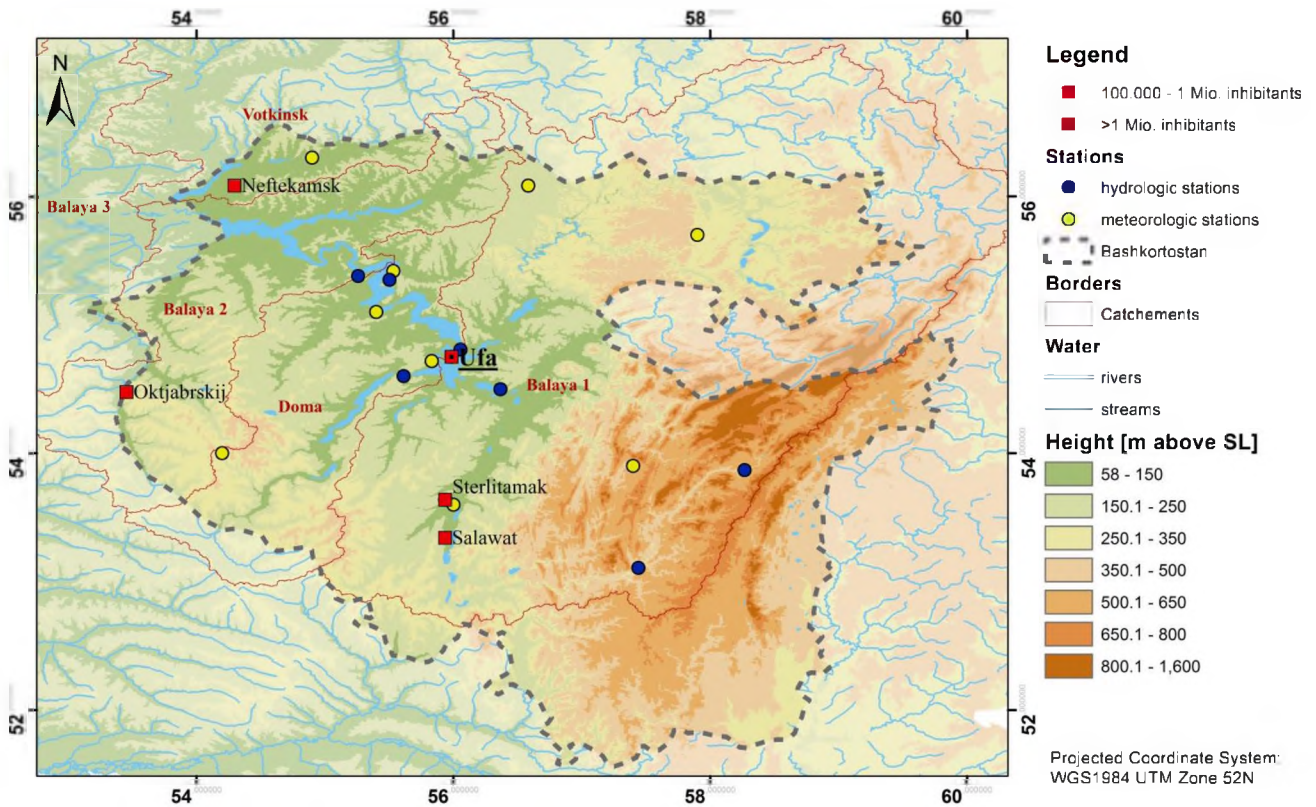 54 56 58 60
N
Votkinsk
Neftekamsk
56 56
Balaya 3
Balaya 2
Ufa
Balaya 1
Oktjabrskij
Doma
54 54
Sterlitamak
Salawat
52 52
54 56 58 60
Legend
100.000 - 1 Mio. inhibitants
>1 Mio. inhibitants
Stations
hydrologic stations
meteorologic stations
Bashkortostan
Borders
Catchements
Water
rivers
streams
Height [m above SL]
58 - 150
150.1 - 250
250.1 - 350
350.1 - 500
500.1 - 650
650.1 - 800
800.1 - 1,600
Projected Coordinate System:
WGS1984 UTM Zone 52N